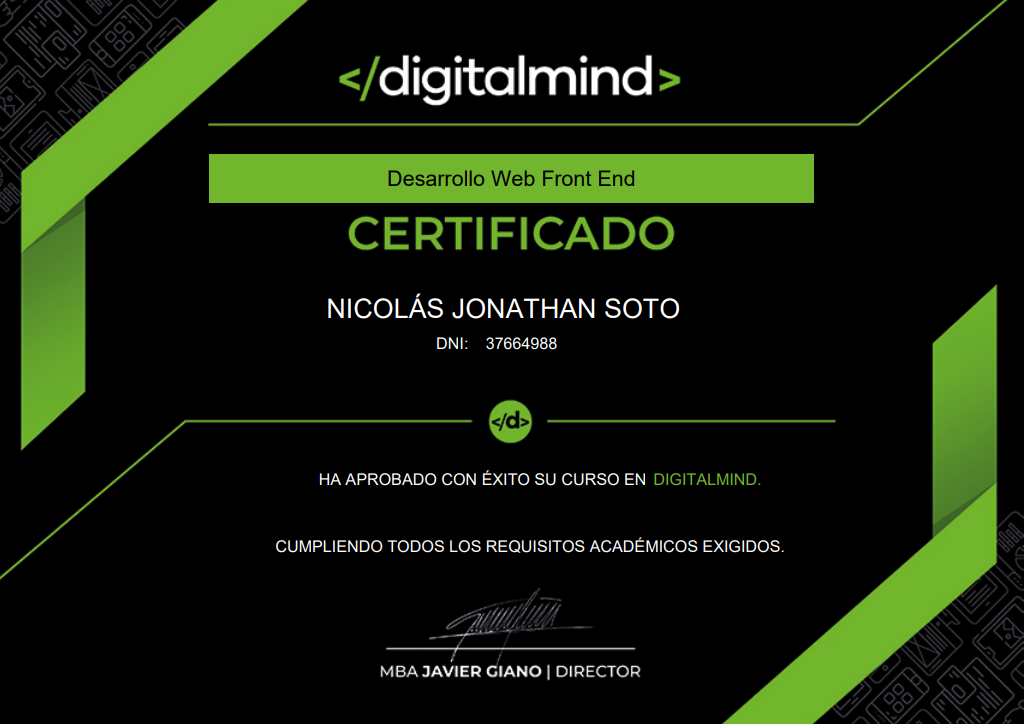 </digitalmind>
Desarrollo Web Front End
CERTIFICADO
NICOLÁS JONATHAN SOTO
DNI: 37664988
</d>
HA APROBADO CON ÉXITO SU CURSO EN DIGITALMIND.
CUMPLIENDO TODOS LOS REQUISITOS ACADÉMICOS EXIGIDOS.
MBA JAVIER GIANO | DIRECTOR